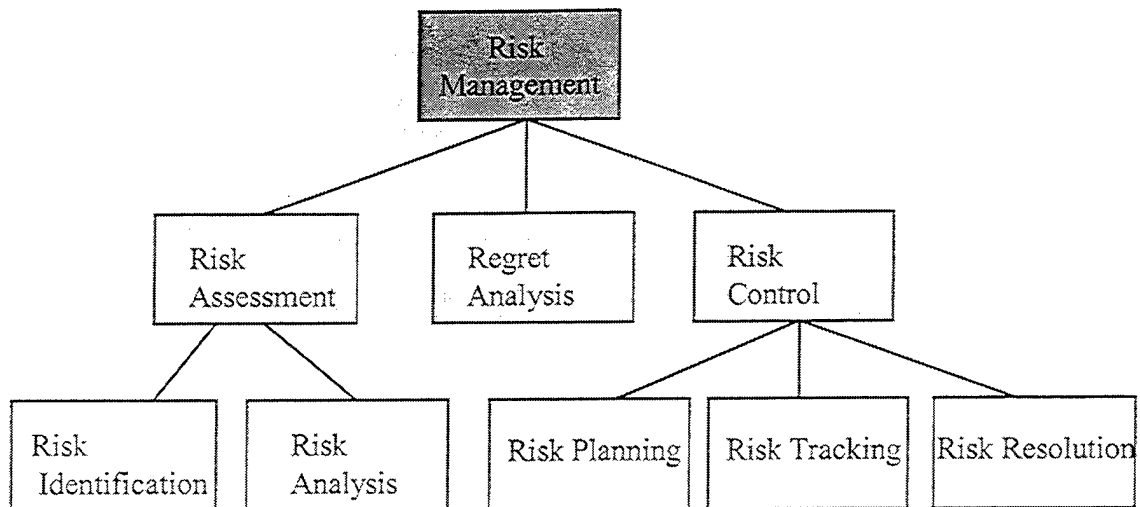 Risk
Management
Risk
Assessment
Regret
Analysis
Risk
Control
Risk
Identification
Risk
Analysis
Risk Planning
Risk Tracking
Risk Resolution